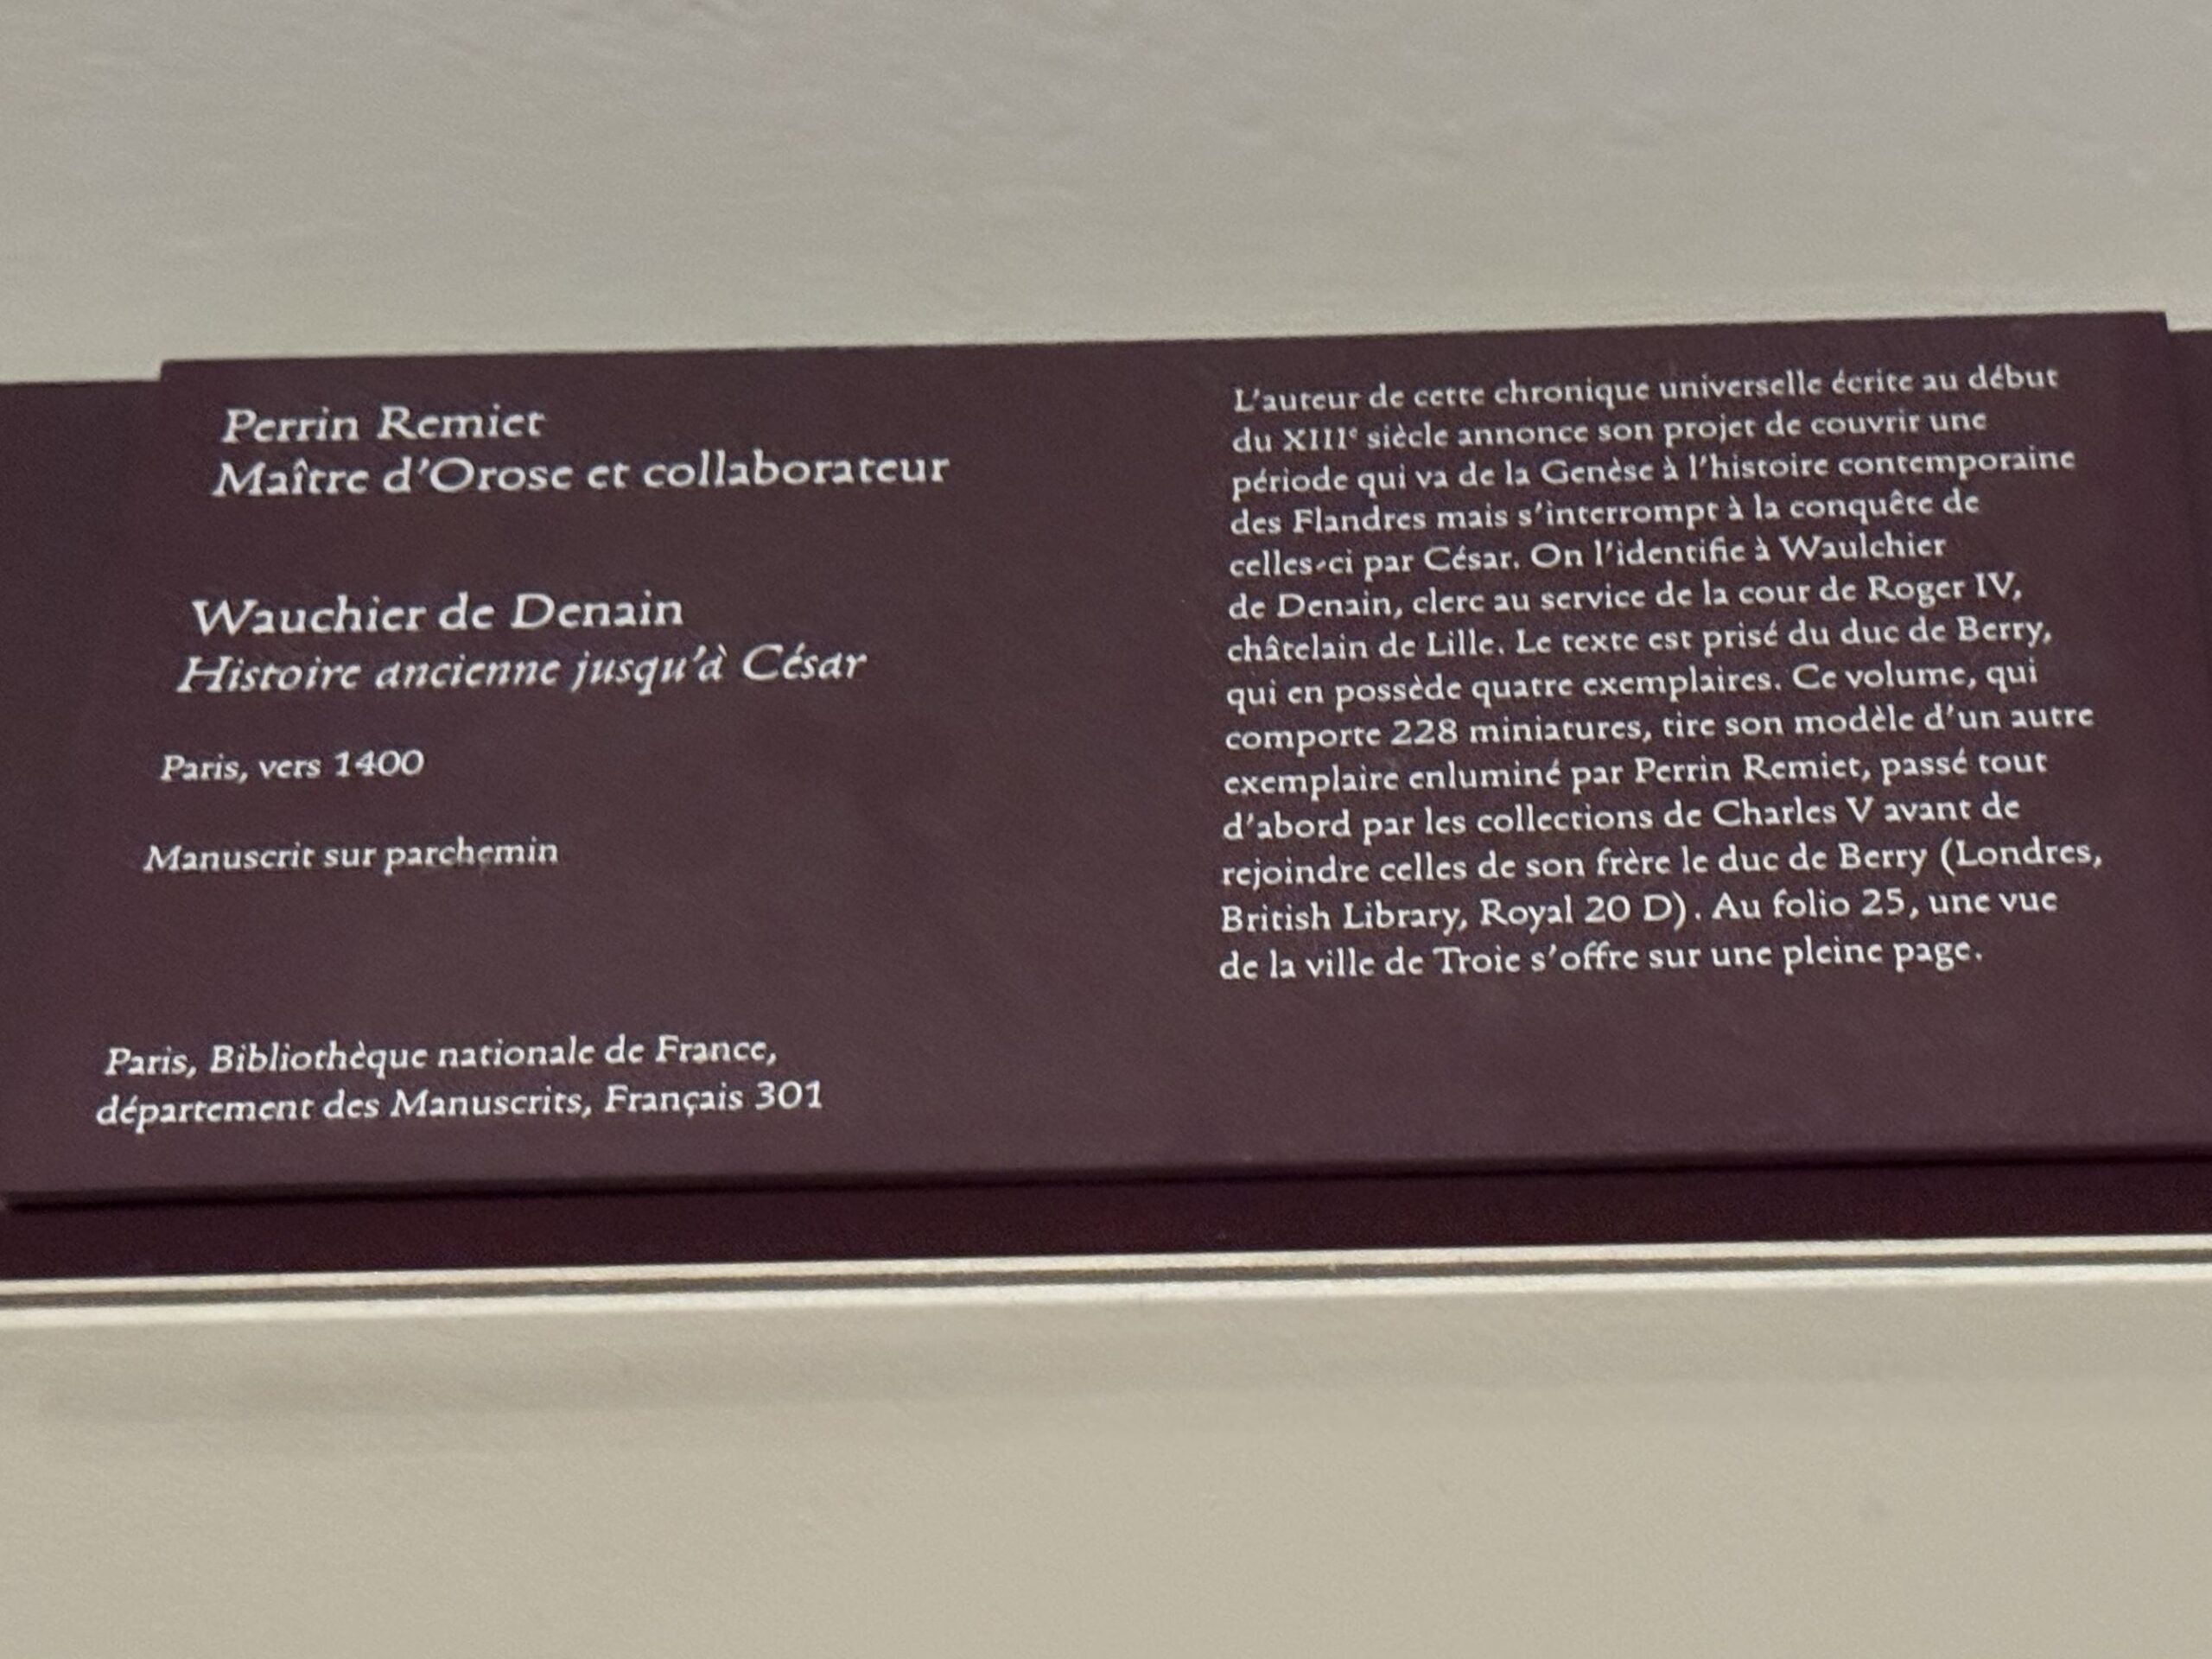 Perrin Remiet
Maître d'Orose et collaborateur
Wauchier de Denain
Histoire ancienne jusqu'à César
Paris, vers 1400
Manuscrit sur parchemin
Paris, Bibliothèque nationale de France,
département des Manuscrits, Français 301
L'auteur de cette chronique universelle écrite au début
du XIIIe siècle annonce son projet de couvrir une
période qui va de la Genèse à l'histoire contemporaine
des Flandres mais s'interrompt à la conquête de
celles-ci par César. On l'identifie à Waulchier
de Denain, clerc au service de la cour de Roger IV,
châtelain de Lille. Le texte est prisé du duc de Berry,
qui en possède quatre exemplaires. Ce volume, qui
comporte 228 miniatures, tire son modèle d'un autre
exemplaire enluminé par Perrin Remiet, passé tout
d'abord par les collections de Charles V avant de
rejoindre celles de son frère le duc de Berry (Londres,
British Library, Royal 20 D). Au folio 25, une vue
de la ville de Troie s'offre sur une pleine page.